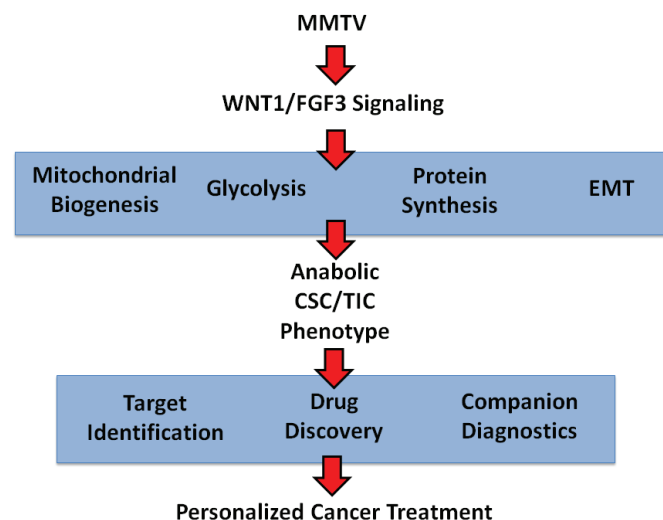 MMTV
WNT1/FGF3 Signaling
Mitochondrial
Biogenesis
Glycolysis
Protein
Synthesis
EMT
Anabolic
CSC/TIC
Phenotype
Target
Identification
Drug
Discovery
Companion
Diagnostics
Personalized Cancer Treatment